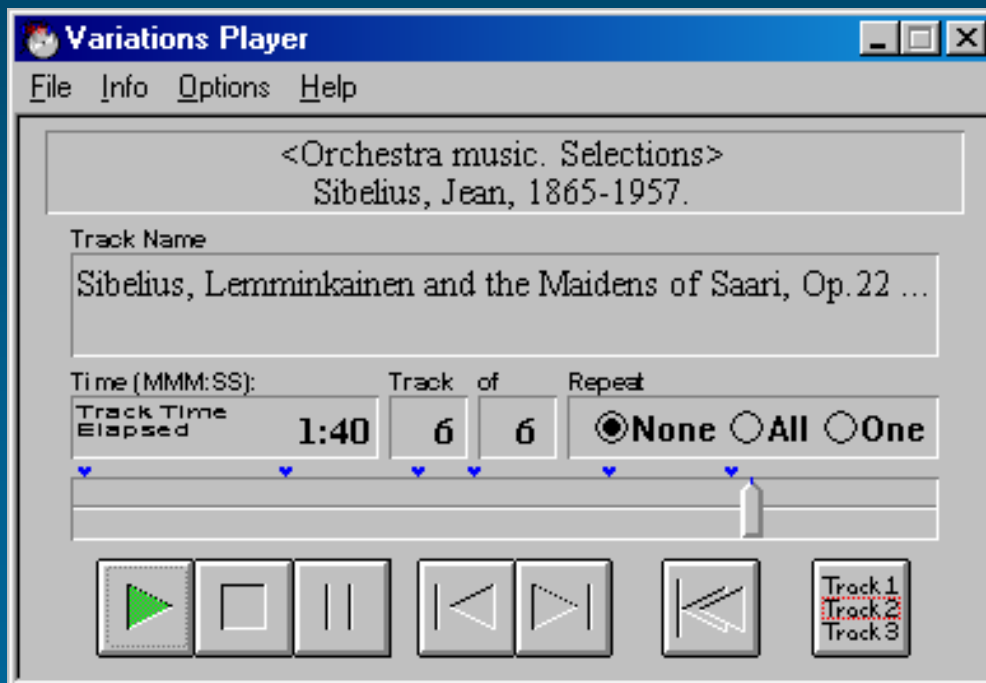 Variations Player
File Info Options Help
<Orchestra music. Selections>
Sibelius, Jean, 1865-1957.
Track Name
Sibelius, Lemminkainen and the Maidens of Saari, Op.22 ...
Time (MMM:SS): Track of Repeat
Track Time
Elapsed 1:40 6 6 None All One
Track 1
Track 2
Track 3